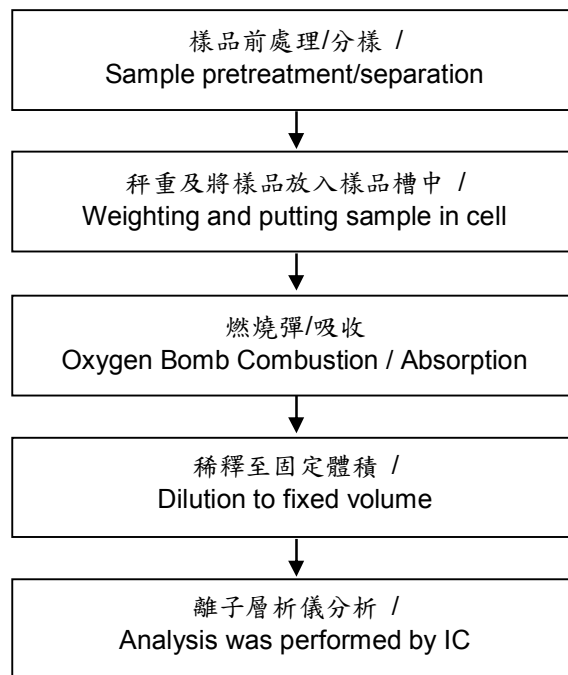 樣品前處理/分樣 /
Sample pretreatment/separation
秤重及將樣品放入樣品槽中 /
Weighting and putting sample in cell
燃燒彈/吸收
Oxygen Bomb Combustion / Absorption
稀釋至固定體積 /
Dilution to fixed volume
離子層析儀分析 /
Analysis was performed by IC